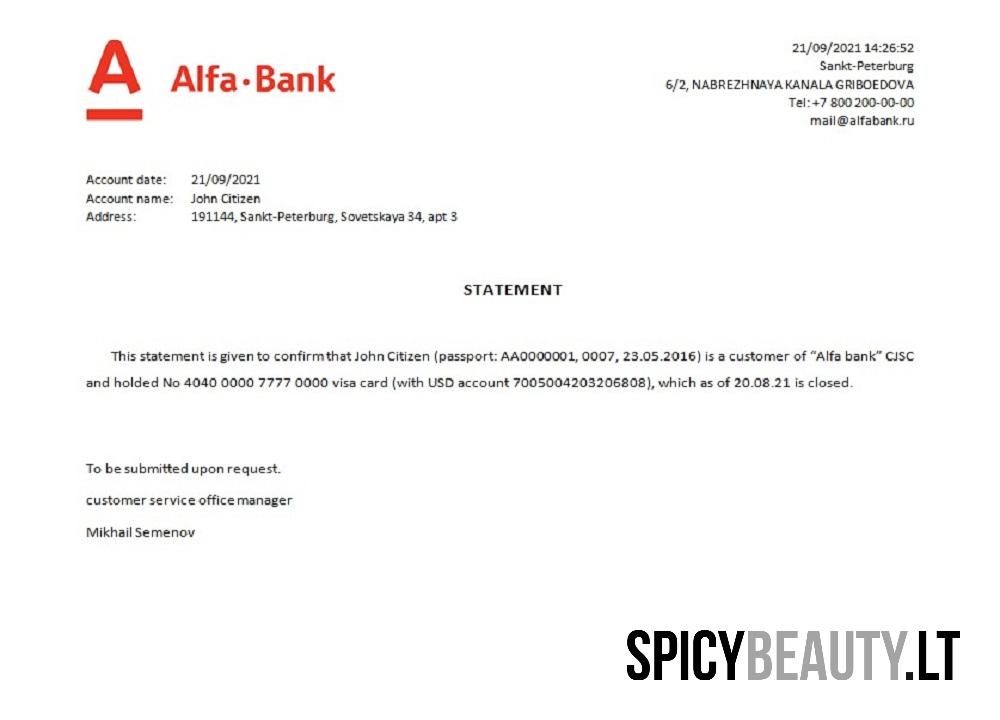 A Alfa·Bank
21/09/2021 14:26:52
Sankt-Peterburg
6/2, NABREZHNAYA KANALA GRIBOEDOVA
Tel: +7 800 200-00-00
mail@alfabank.ru
Account date: 21/09/2021
Account name: John Citizen
Address: 191144, Sankt-Peterburg, Sovetskaya 34, apt 3
STATEMENT
This statement is given to confirm that John Citizen (passport: AA0000001, 0007, 23.05.2016) is a customer of “Alfa bank” CJSC
and holded No 4040 0000 7777 0000 visa card (with USD account 7005004203206808), which as of 20.08.21 is closed.
To be submitted upon request.
customer service office manager
Mikhail Semenov
SPICYBEAUTY.LT